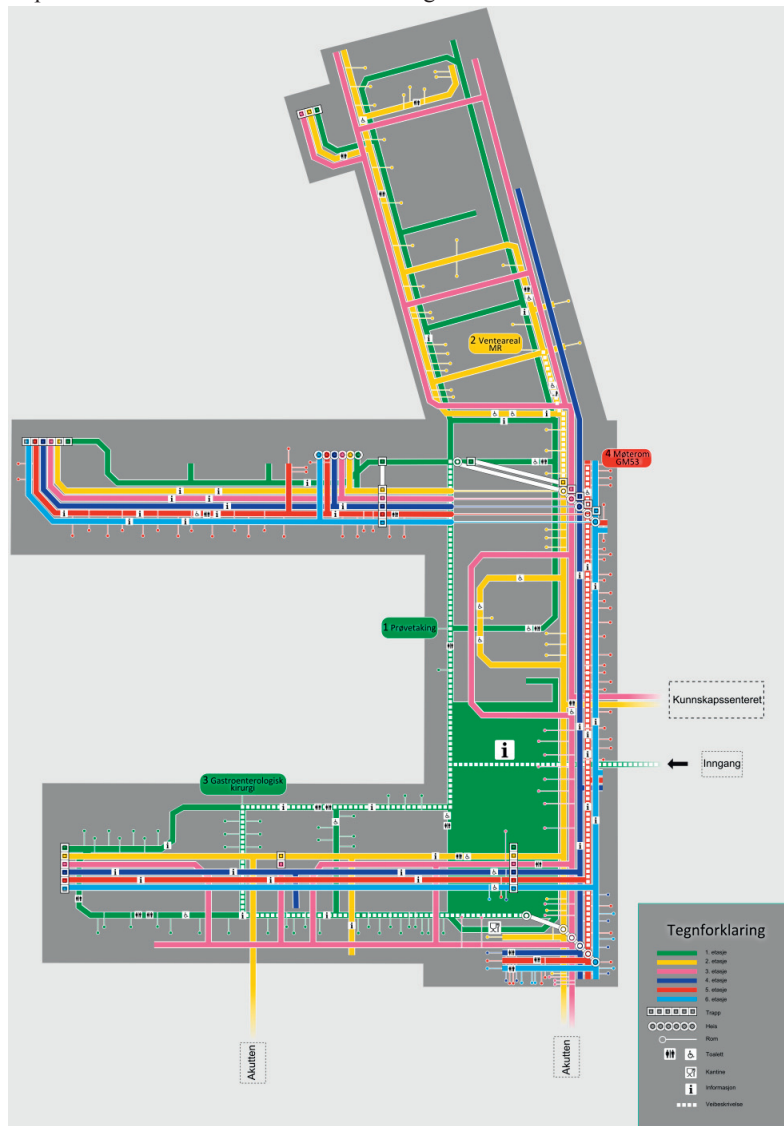 2 Venteareal
MR
4 Møterom
GM53
1 Prøvetaking
Kunnskapssenteret
Inngang
3 Gastroenterologisk
kirurgi
Akutten
Akutten
Tegnforklaring
1. etasje
2. etasje
3. etasje
4. etasje
5. etasje
6. etasje
Trapp
Heis
Rom
Toalett
Kantine
Informasjon
Veibeskrivelse